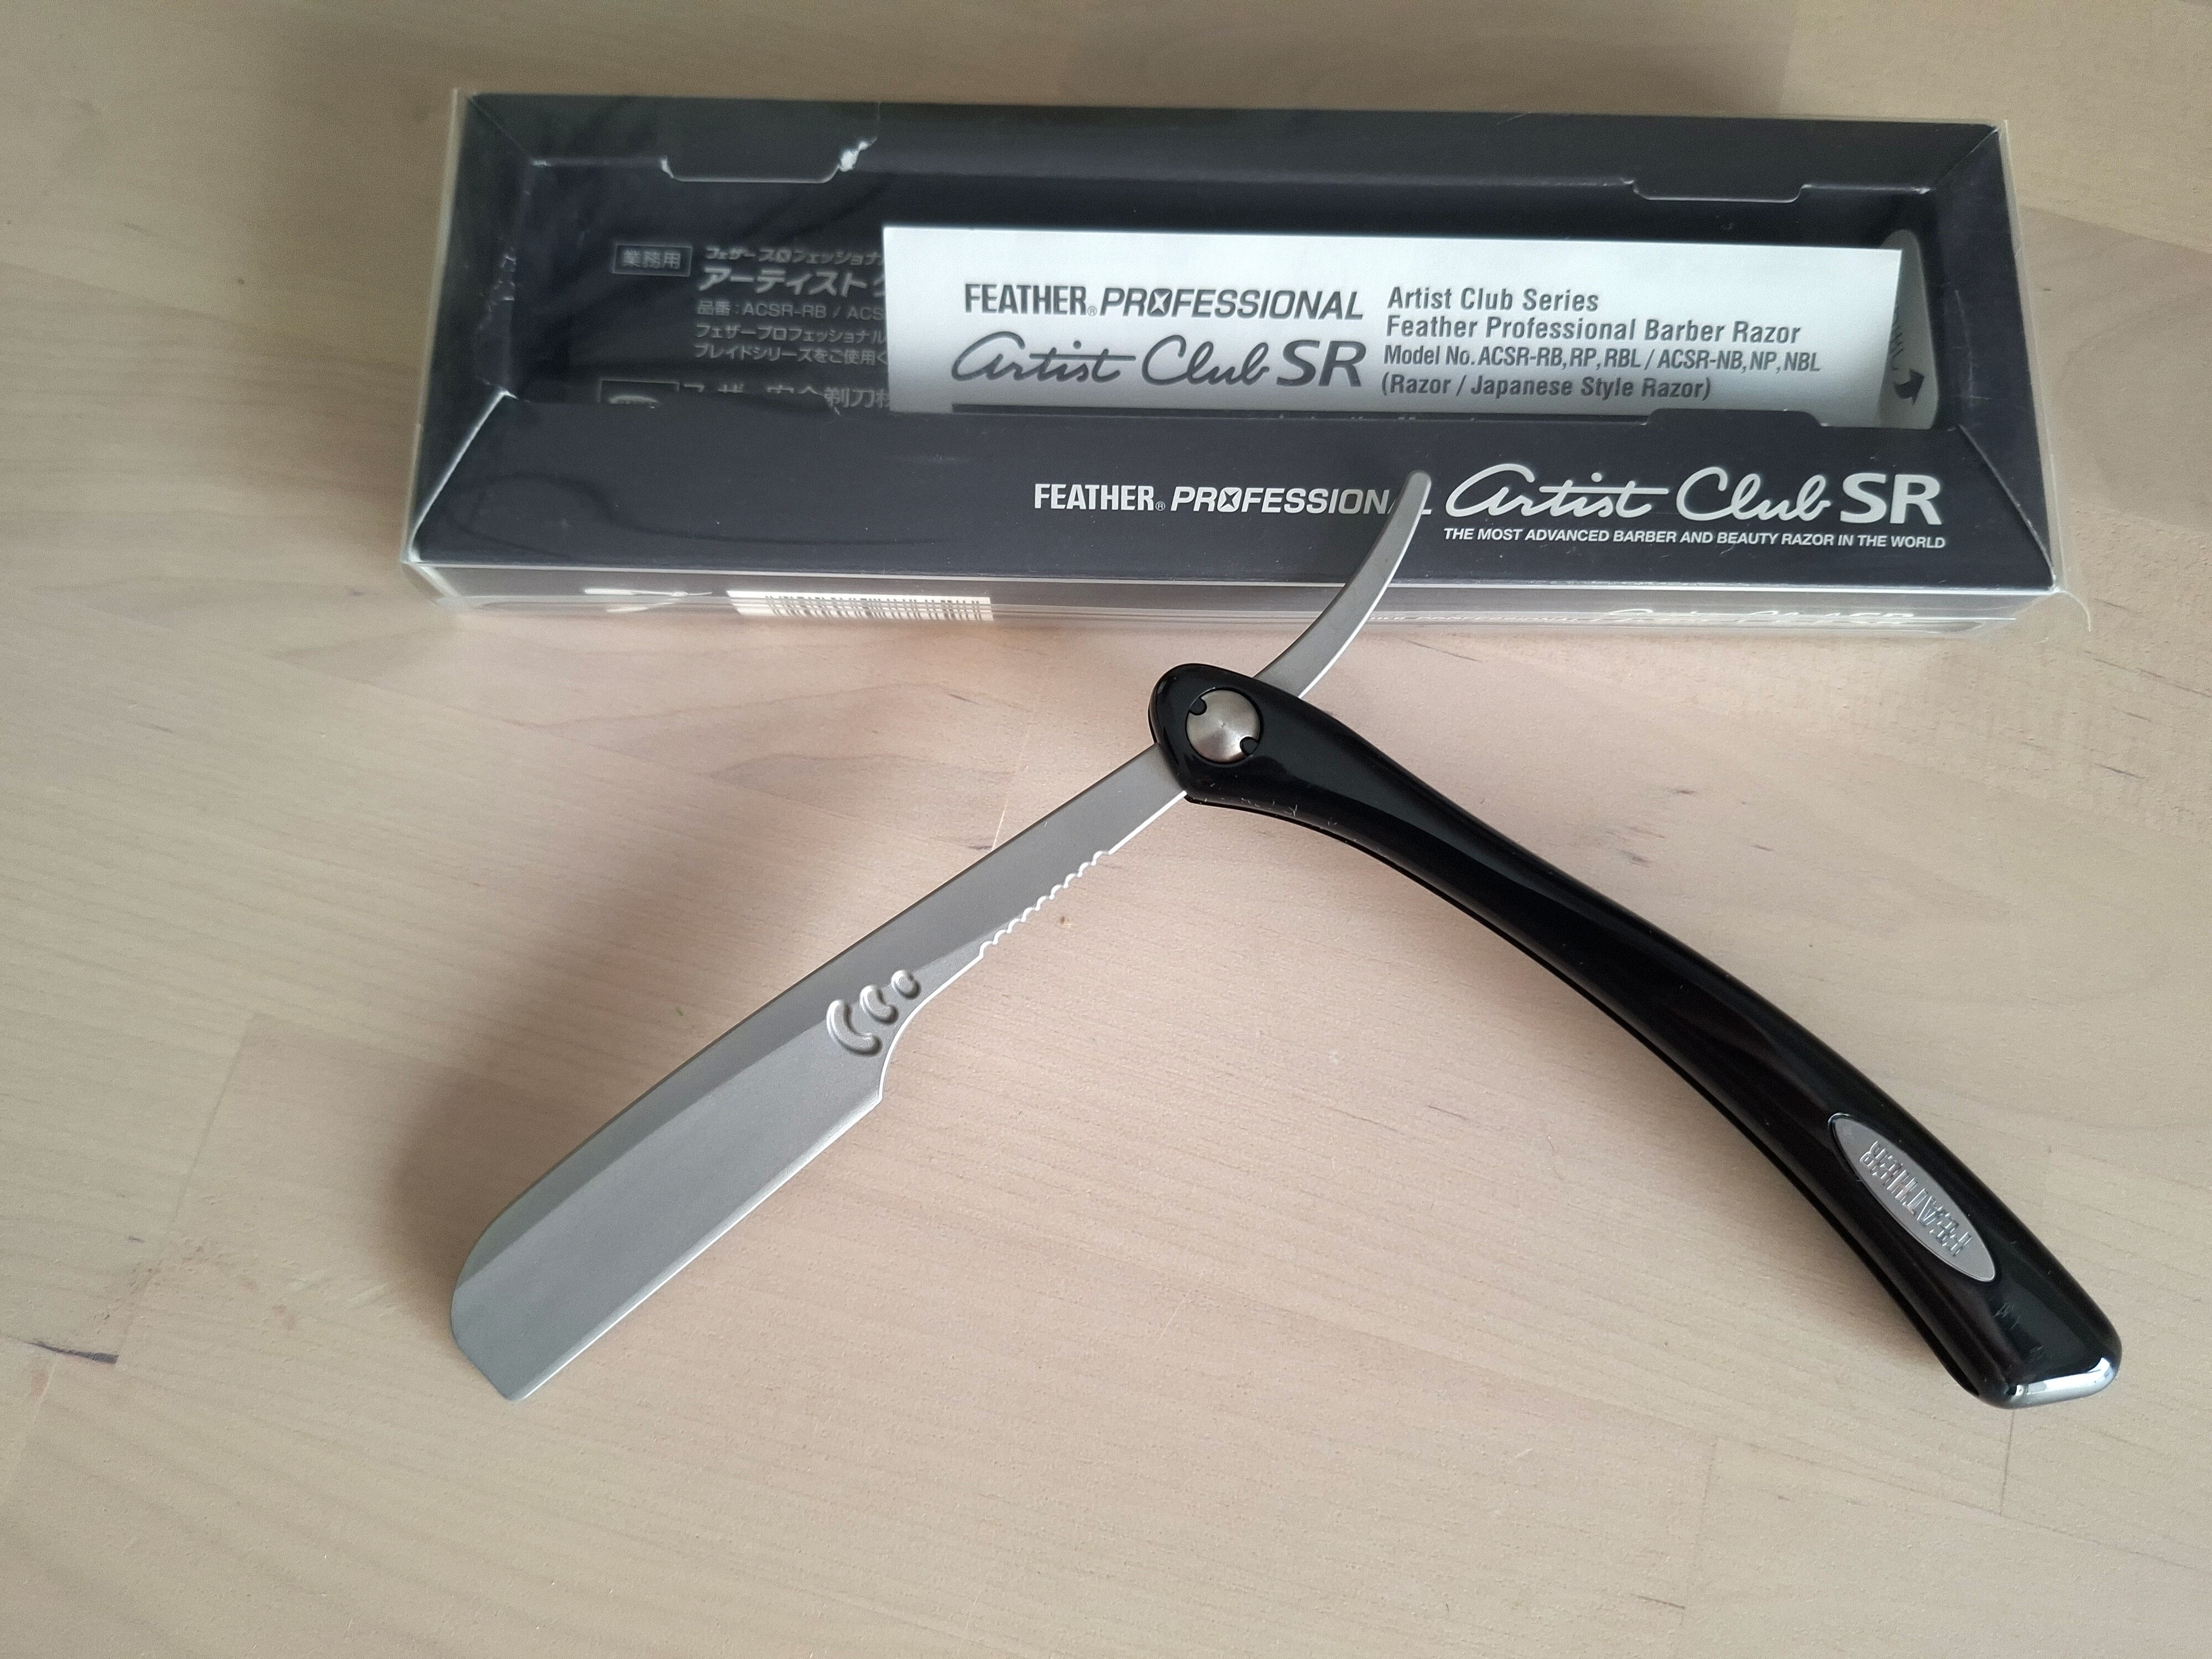 業務用
フェザー プロフェッショナ
アーティスト ク
品番:ACSR-RB / ACS
フェザープロフェッショナル
ブレイドシリーズをご使用く
FEATHER® PROFESSIONAL
Artist Club SR
Artist Club Series
Feather Professional Barber Razor
Model No. ACSR-RB, RP, RBL / ACSR-NB, NP, NBL
(Razor / Japanese Style Razor)
FEATHER® PROFESSIONAL Artist Club SR
THE MOST ADVANCED BARBER AND BEAUTY RAZOR IN THE WORLD
Artist Club SR
FEATHER